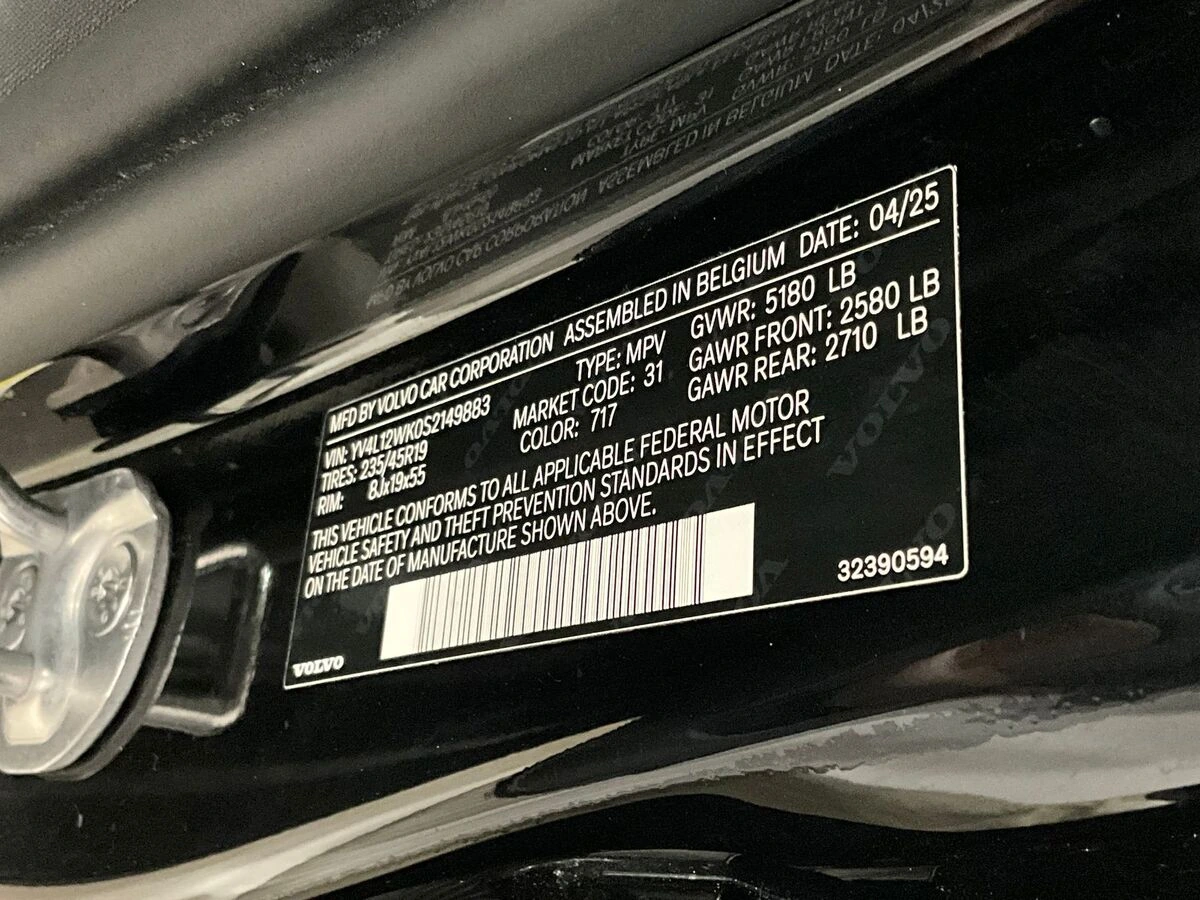 MFD BY VOLVO CAR CORPORATION ASSEMBLED IN BELGIUM DATE: 04/25
VIN: YV4L12WK0S2149883 TYPE: MPV GVWR: 5180 LB
TIRES: 235/45R19 MARKET CODE: 31 GAWR FRONT: 2580 LB
RIM: 8Jx19x55 COLOR: 717 GAWR REAR: 2710 LB
THIS VEHICLE CONFORMS TO ALL APPLICABLE FEDERAL MOTOR
VEHICLE SAFETY AND THEFT PREVENTION STANDARDS IN EFFECT
ON THE DATE OF MANUFACTURE SHOWN ABOVE.
32390594
VOLVO